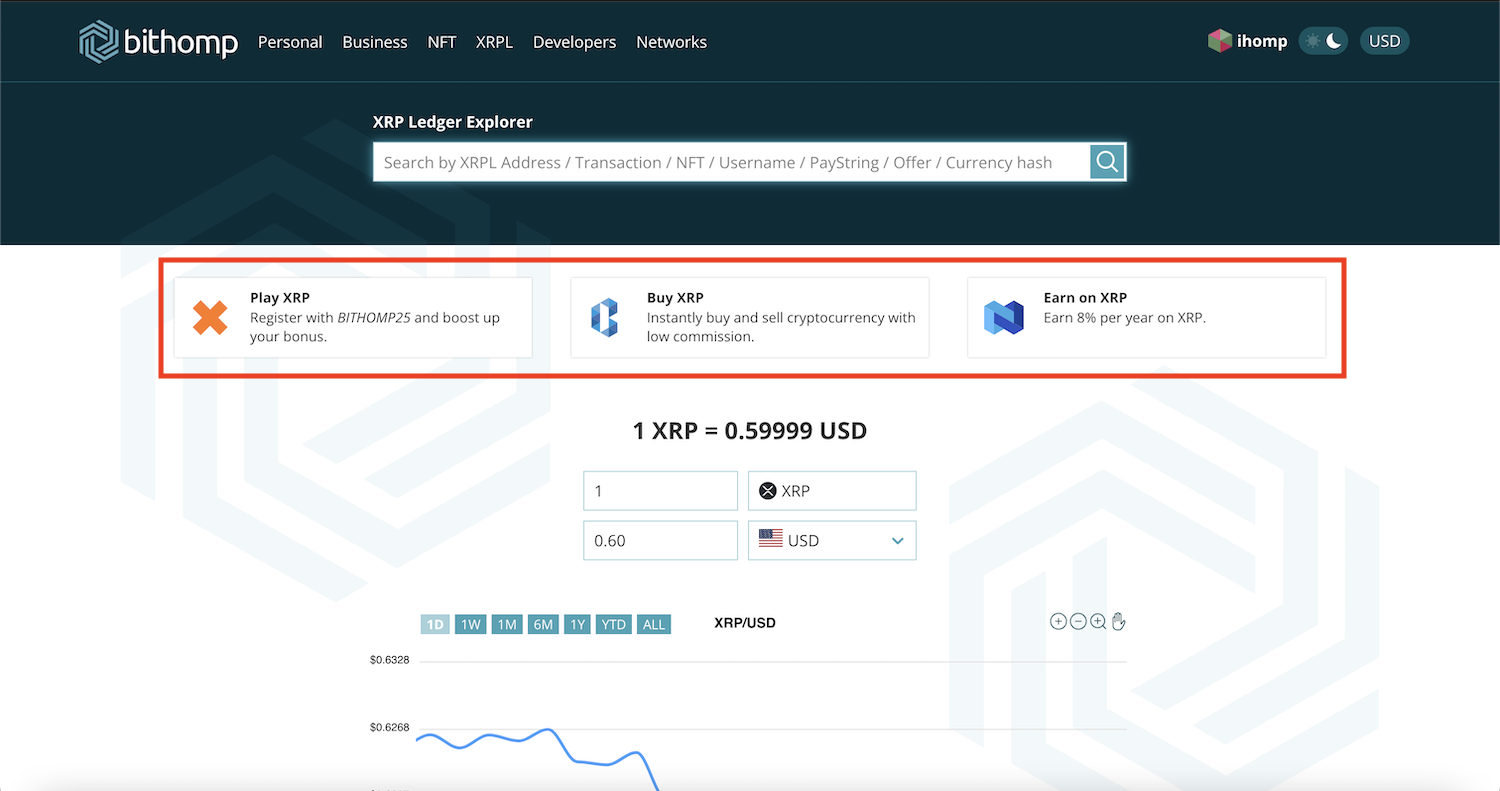 bithomp
Personal Business NFT XRPL Developers Networks
ihomp
USD
XRP Ledger Explorer
Search by XRPL Address / Transaction / NFT / Username / PayString / Offer / Currency hash
Play XRP
Register with BITHOMP25 and boost up
your bonus.
Buy XRP
Instantly buy and sell cryptocurrency with
low commission.
Earn on XRP
Earn 8% per year on XRP.
1 XRP = 0.59999 USD
1
XRP
0.60
USD
1D 1W 1M 6M 1Y YTD ALL
XRP/USD
$0.6328
$0.6268